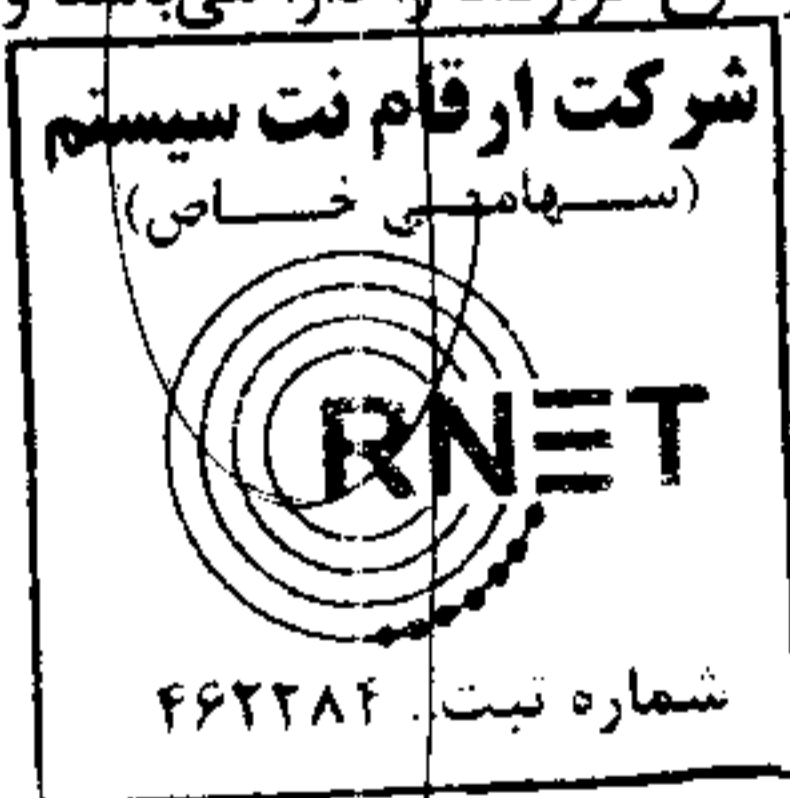 شرکت ارقام نت سیستم
(سهامی خاص)
RNET
شماره ثبت: ۴۶۲۲۸۴